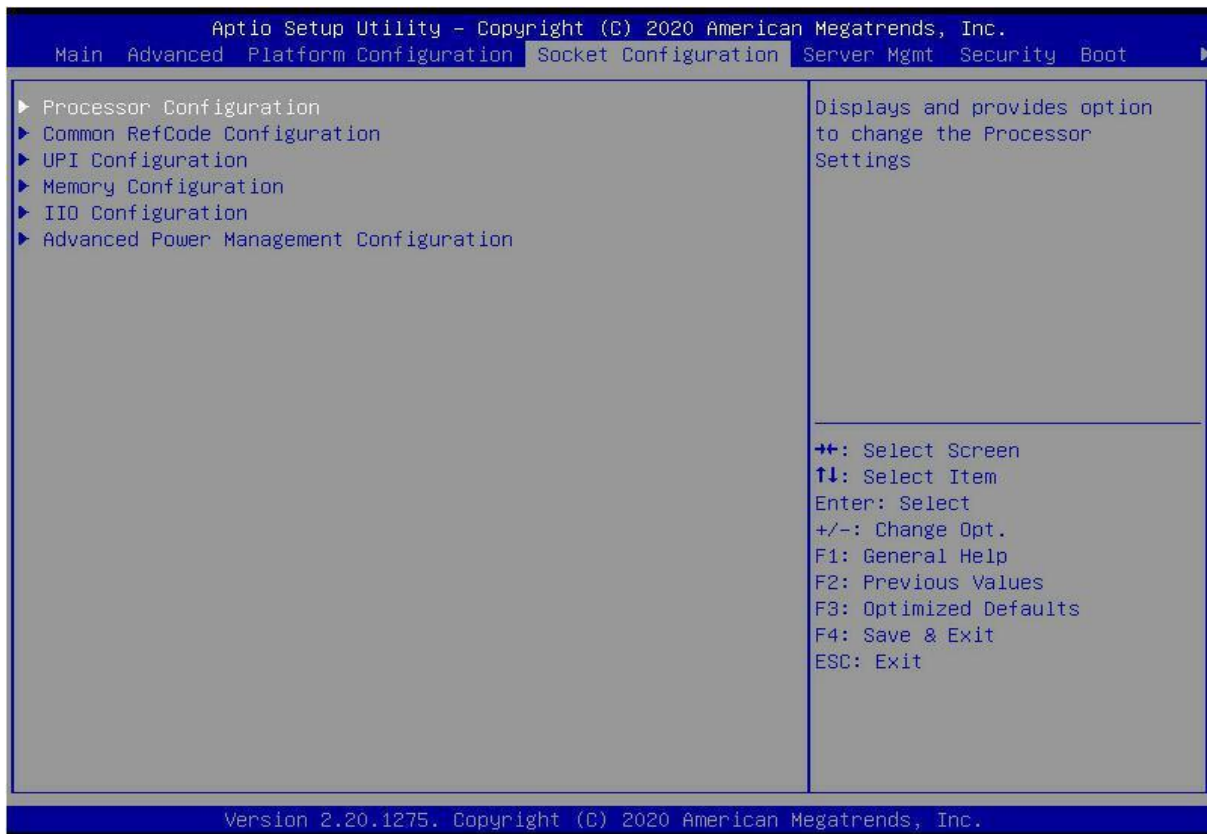 Aptio Setup Utility – Copyright (C) 2020 American Megatrends, Inc.
Main Advanced Platform Configuration Socket Configuration Server Mgmt Security Boot
Processor Configuration
Common RefCode Configuration
UPI Configuration
Memory Configuration
IIO Configuration
Advanced Power Management Configuration
Displays and provides option
to change the Processor
Settings
→←: Select Screen
↑↓: Select Item
Enter: Select
+/-: Change Opt.
F1: General Help
F2: Previous Values
F3: Optimized Defaults
F4: Save & Exit
ESC: Exit
Version 2.20.1275. Copyright (C) 2020 American Megatrends, Inc.